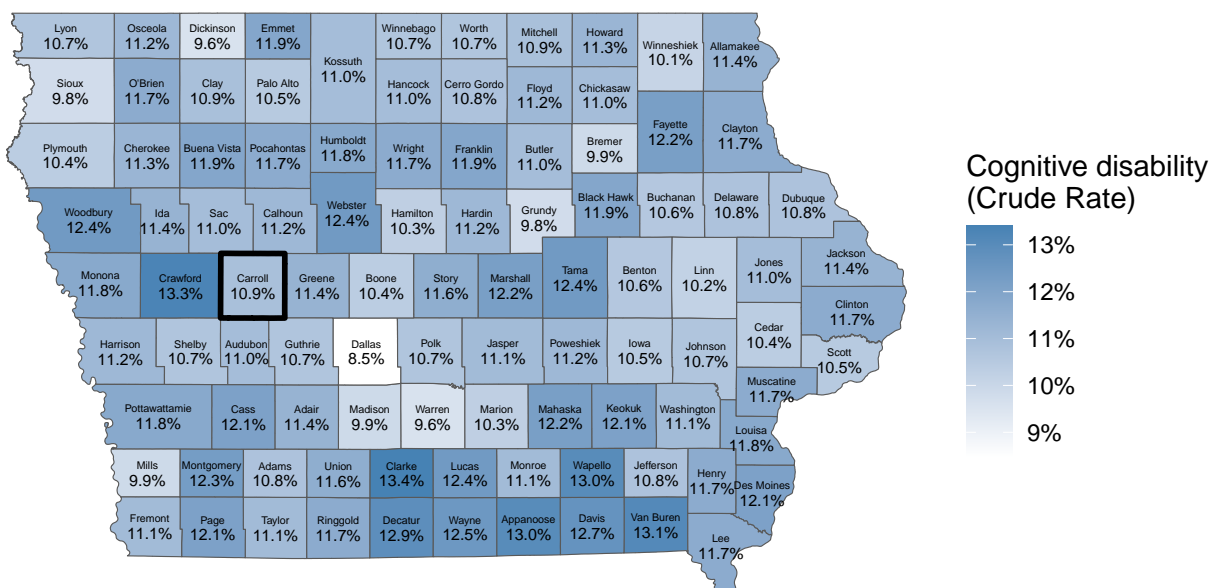 Lyon
10.7%
Osceola
11.2%
Dickinson
9.6%
Emmet
11.9%
Kossuth
11.0%
Winnebago
10.7%
Worth
10.7%
Mitchell
10.9%
Howard
11.3%
Winneshiek
10.1%
Allamakee
11.4%
Sioux
9.8%
O'Brien
11.7%
Clay
10.9%
Palo Alto
10.5%
Hancock
11.0%
Cerro Gordo
10.8%
Floyd
11.2%
Chickasaw
11.0%
Fayette
12.2%
Clayton
11.7%
Plymouth
10.4%
Cherokee
11.3%
Buena Vista
11.9%
Pocahontas
11.7%
Humboldt
11.8%
Wright
11.7%
Franklin
11.9%
Butler
11.0%
Bremer
9.9%
Woodbury
12.4%
Ida
11.4%
Sac
11.0%
Calhoun
11.2%
Webster
12.4%
Hamilton
10.3%
Hardin
11.2%
Grundy
9.8%
Black Hawk
11.9%
Buchanan
10.6%
Delaware
10.8%
Dubuque
10.8%
Monona
11.8%
Crawford
13.3%
Carroll
10.9%
Greene
11.4%
Boone
10.4%
Story
11.6%
Marshall
12.2%
Tama
12.4%
Benton
10.6%
Linn
10.2%
Jones
11.0%
Jackson
11.4%
Clinton
11.7%
Harrison
11.2%
Shelby
10.7%
Audubon
11.0%
Guthrie
10.7%
Dallas
8.5%
Polk
10.7%
Jasper
11.1%
Poweshiek
11.2%
Iowa
10.5%
Johnson
10.7%
Cedar
10.4%
Scott
10.5%
Muscatine
11.7%
Pottawattamie
11.8%
Cass
12.1%
Adair
11.4%
Madison
9.9%
Warren
9.6%
Marion
10.3%
Mahaska
12.2%
Keokuk
12.1%
Washington
11.1%
Louisa
11.8%
Mills
9.9%
Montgomery
12.3%
Adams
10.8%
Union
11.6%
Clarke
13.4%
Lucas
12.4%
Monroe
11.1%
Wapello
13.0%
Jefferson
10.8%
Henry
11.7%
Des Moines
12.1%
Fremont
11.1%
Page
12.1%
Taylor
11.1%
Ringgold
11.7%
Decatur
12.9%
Wayne
12.5%
Appanoose
13.0%
Davis
12.7%
Van Buren
13.1%
Lee
11.7%
Cognitive disability
(Crude Rate)
13%
12%
11%
10%
9%